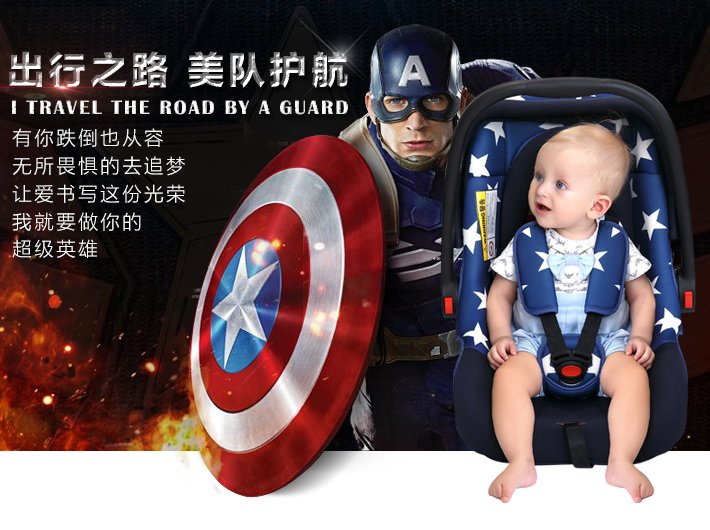 出行之路 美队护航
I TRAVEL THE ROAD BY A GUARD
有你跌倒也从容
无所畏惧的去追梦
让爱书写这份光荣
我就要做你的
超级英雄
A
WARNING